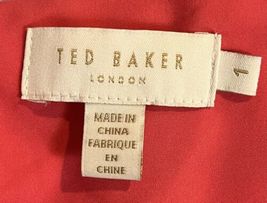 TED BAKER
LONDON
1
MADE IN
CHINA
FABRIQUE
EN
CHINE